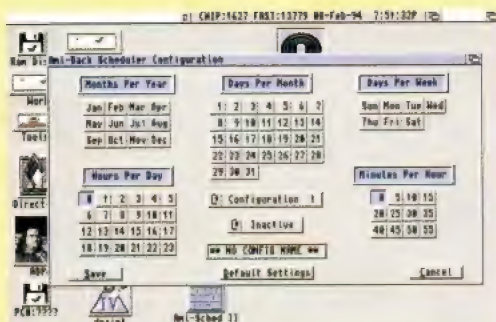 CHIP:1627 FAST:13779 08-Feb-94 7:51:32P
Ami-Back Scheduler Configuration
Months Per Year
Days Per Month
Days Per Week
Jan Feb Mar Apr
May Jun Jul Aug
Sep Oct Nov Dec
1 2 3 4 5 6 7
8 9 10 11 12 13 14
15 16 17 18 19 20 21
22 23 24 25 26 27 28
29 30 31
Sun Mon Tue Wed
Thu Fri Sat
Hours Per Day
Minutes Per Hour
0 1 2 3 4 5
6 7 8 9 10 11
12 13 14 15 16 17
18 19 20 21 22 23
Configuration 1
Inactive
** NO CONFIG NAME **
0 5 10 15
20 25 30 35
40 45 50 55
Save
Default Settings
Cancel
Ram Dis
Work
Tools
Direct
PC0:????
dpaint
Ami-Sched II